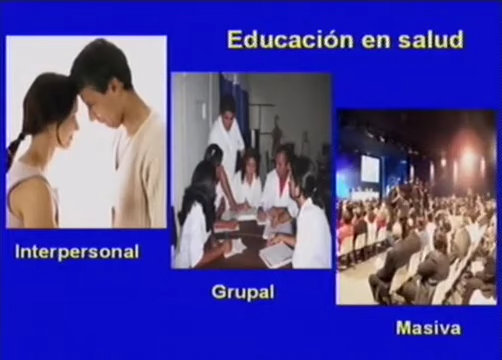 Educación en salud
Interpersonal
Grupal
Masiva